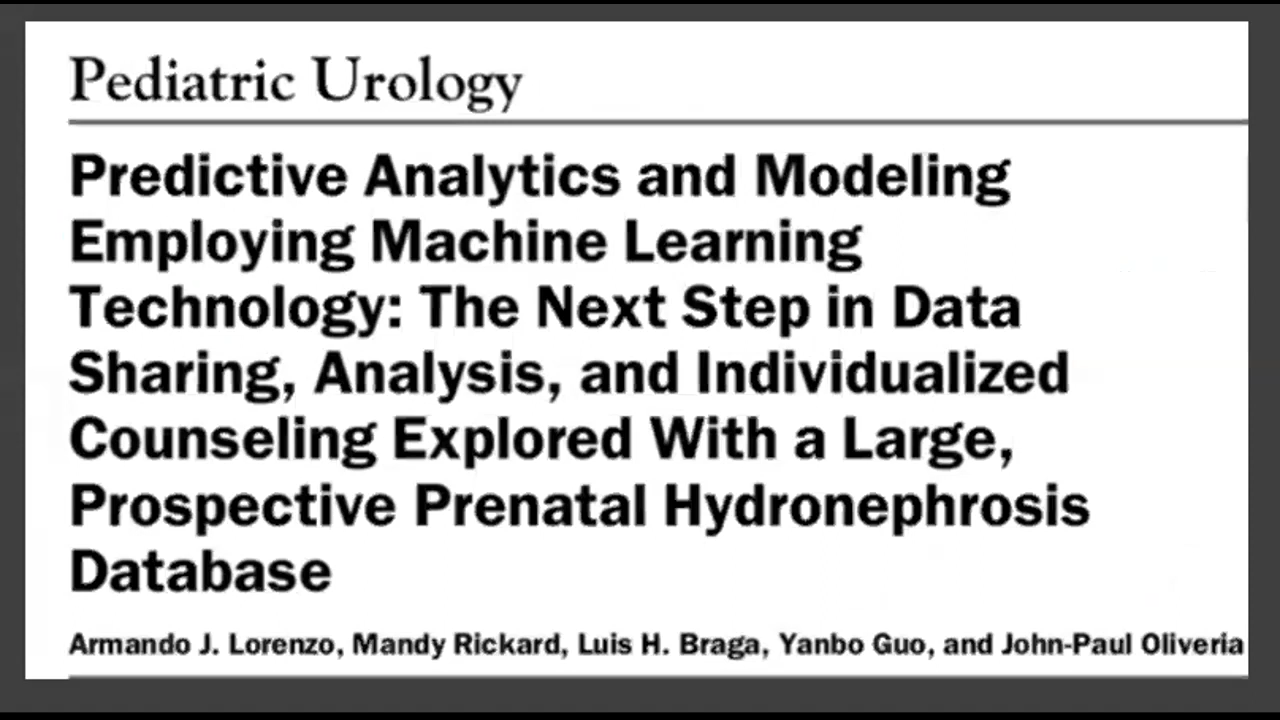 Pediatric Urology
Predictive Analytics and Modeling
Employing Machine Learning
Technology: The Next Step in Data
Sharing, Analysis, and Individualized
Counseling Explored With a Large,
Prospective Prenatal Hydronephrosis
Database
Armando J. Lorenzo, Mandy Rickard, Luis H. Braga, Yanbo Guo, and John-Paul Oliveria